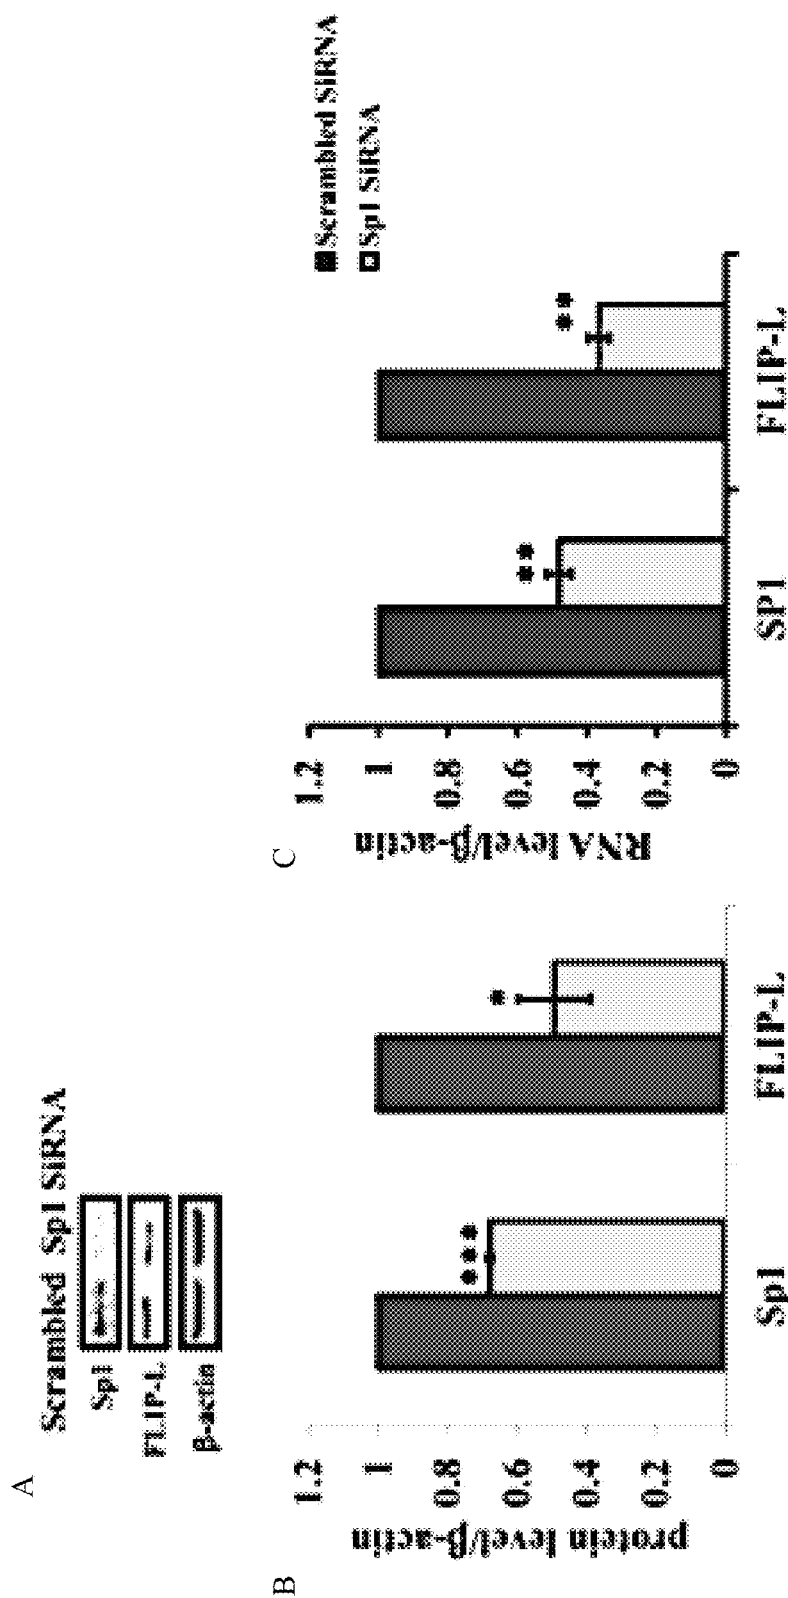 A
Scrambled Sp1 SiRNA
Sp1
FLIP-L
β-actin
B
protein level/β-actin
1.2
1
0.8
0.6
0.4
0.2
0
***
*
Sp1
FLIP-L
C
RNA level/β-actin
1.2
1
0.8
0.6
0.4
0.2
0
**
**
SP1
FLIP-L
Scrambled SiRNA
Sp1 SiRNA